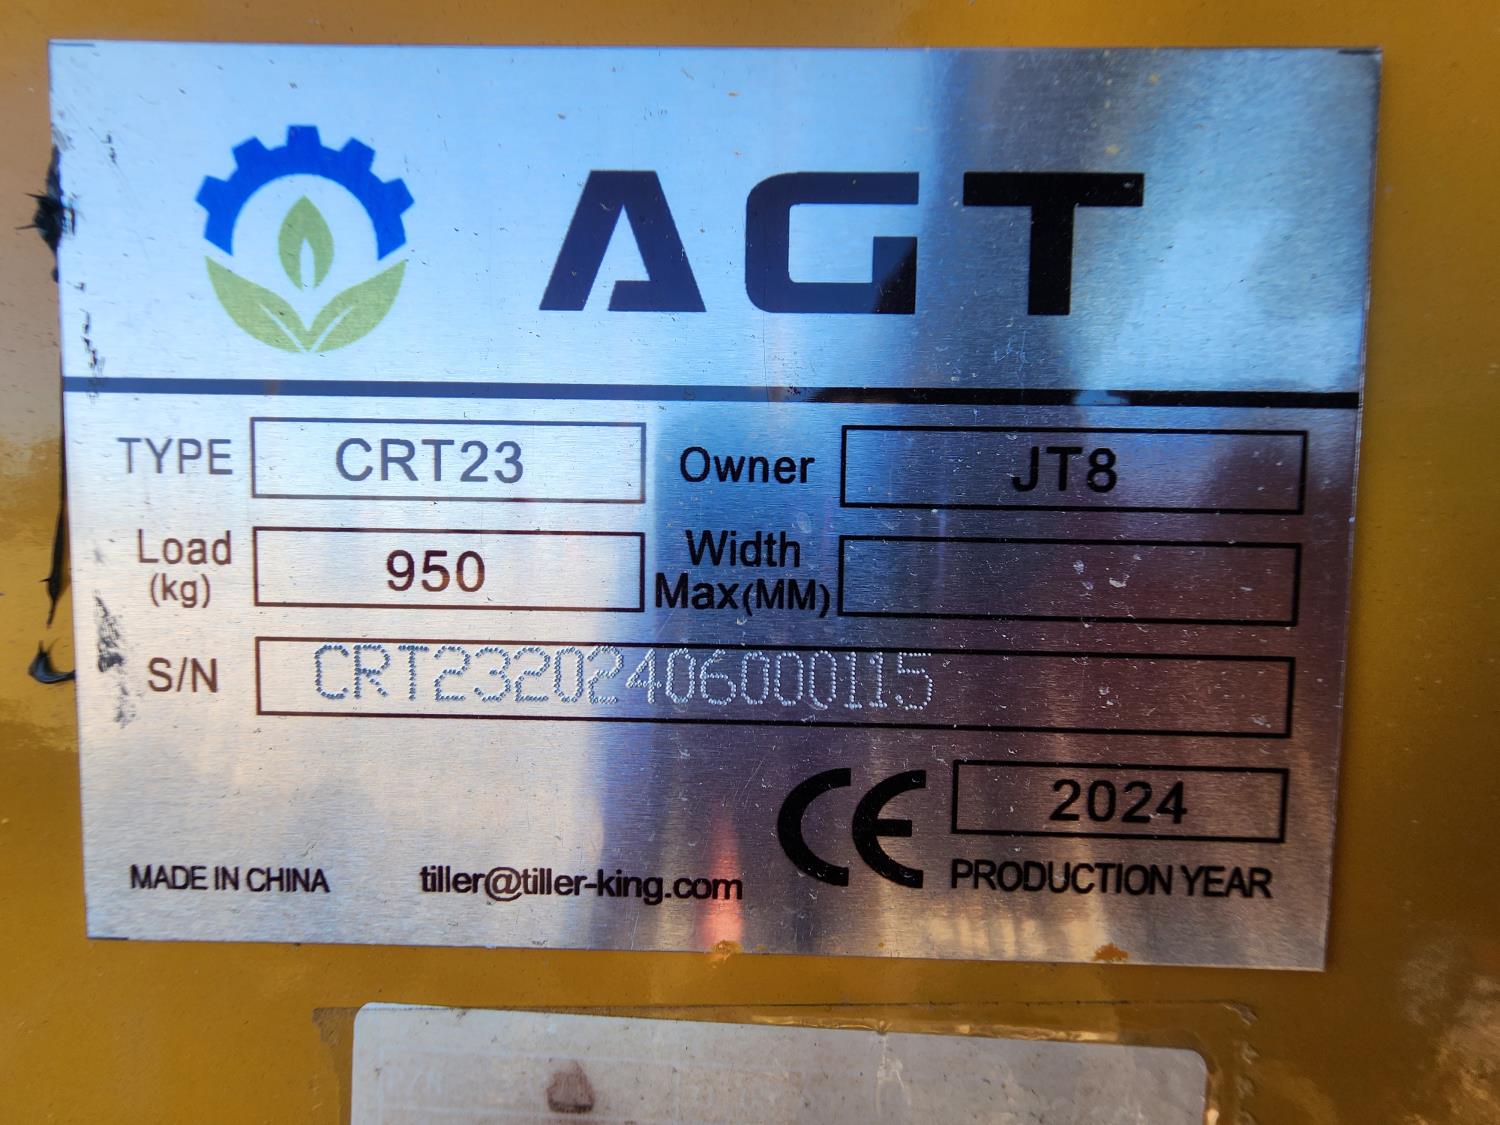 AGT
TYPE CRT23 Owner JT8
Load (kg) 950 Width Max(MM)
S/N CRT23202406000115
CE 2024
MADE IN CHINA tiller@tiller-king.com PRODUCTION YEAR